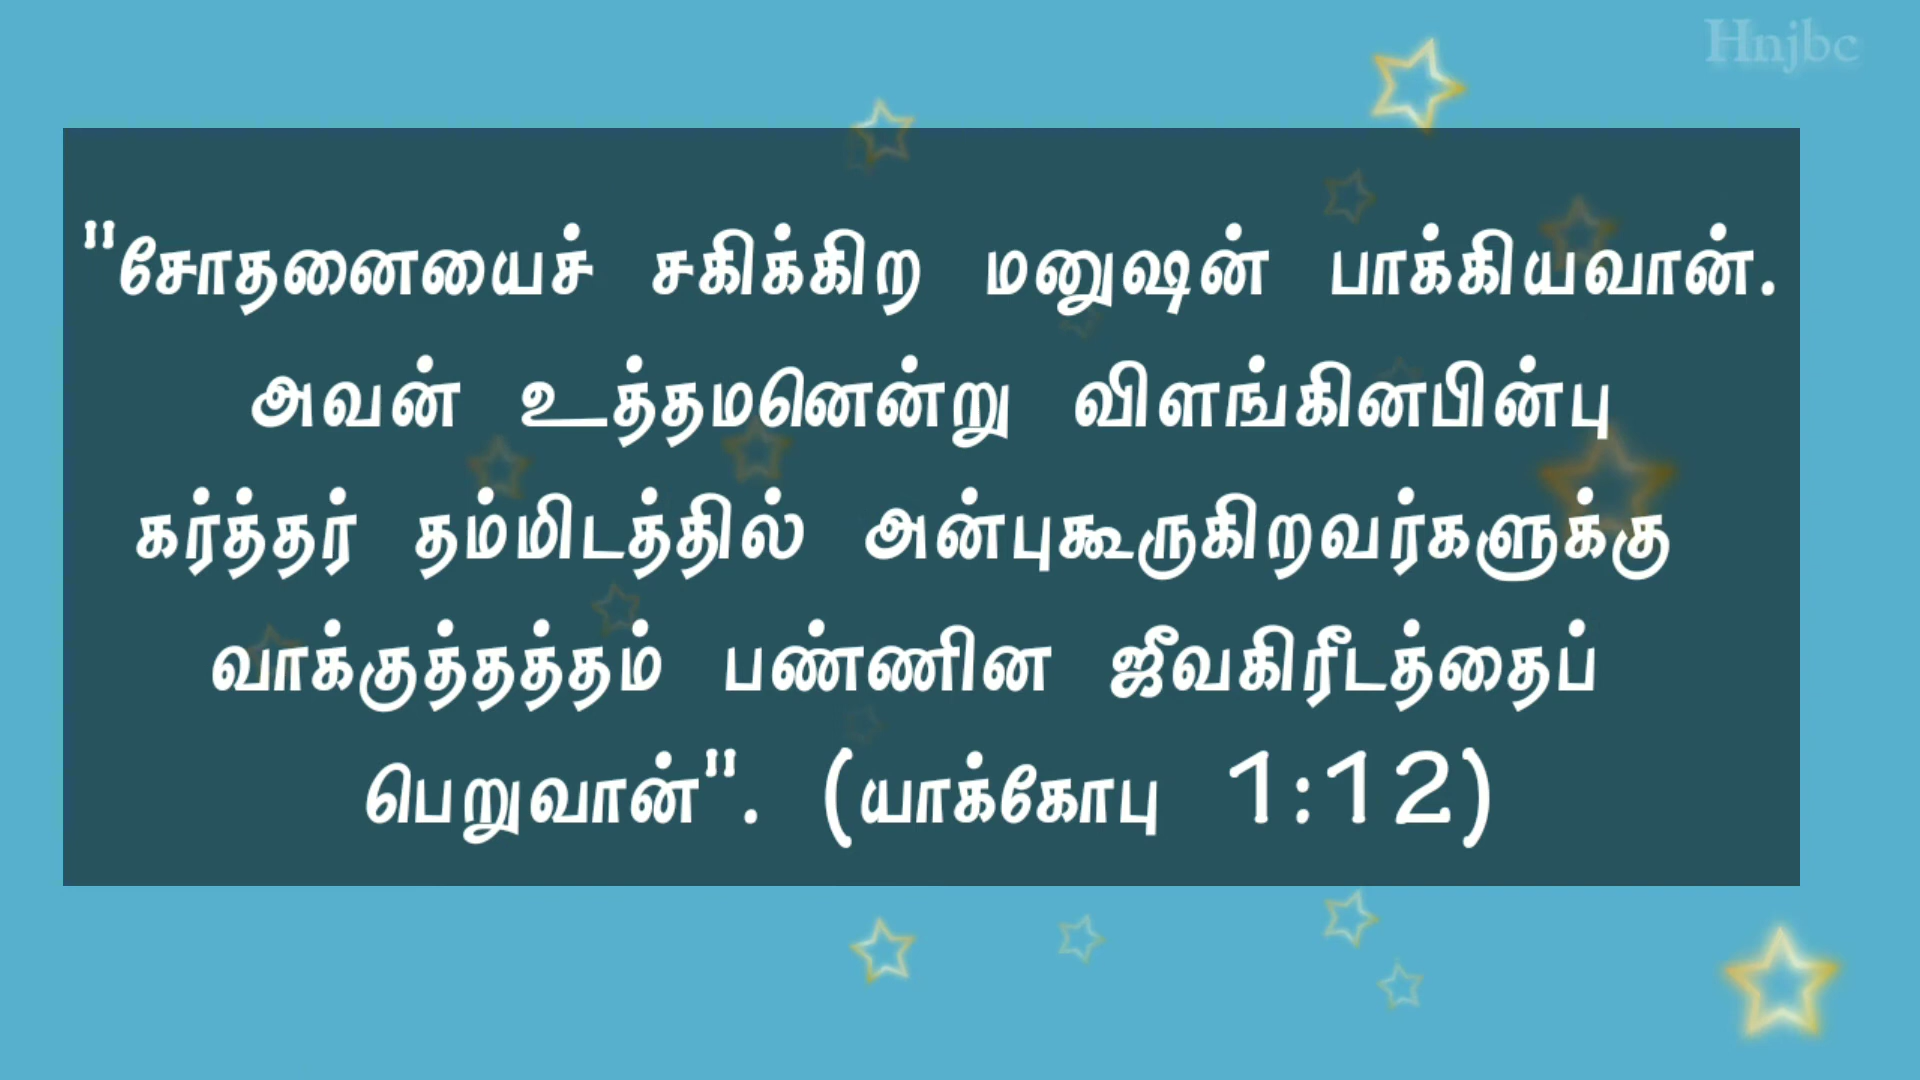 Hnjbc
"சோதனையைச் சகிக்கிற மனுஷன் பாக்கியவான்.
அவன் உத்தமனென்று விளங்கினபின்பு
கர்த்தர் தம்மிடத்தில் அன்புகூருகிறவர்களுக்கு
வாக்குத்தத்தம் பண்ணின ஜீவகிரீடத்தைப்
பெறுவான்". (யாக்கோபு 1:12)